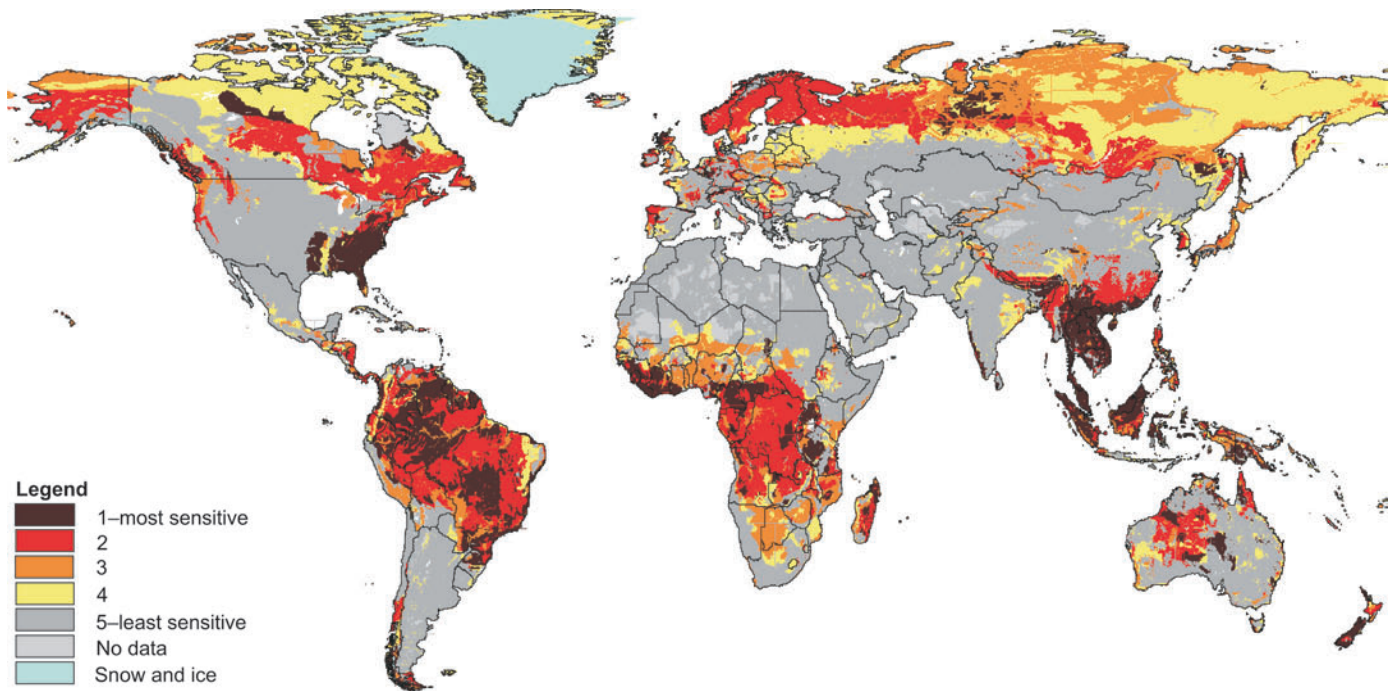 Legend
1–most sensitive
2
3
4
5–least sensitive
No data
Snow and ice